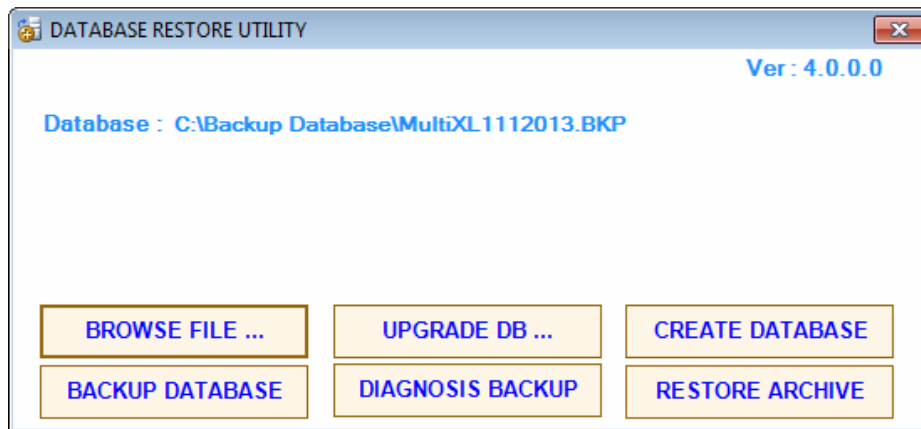 DATABASE RESTORE UTILITY
Ver : 4.0.0.0
Database : C:\Backup Database\MultiXL1112013.BKP
BROWSE FILE ... UPGRADE DB ... CREATE DATABASE
BACKUP DATABASE DIAGNOSIS BACKUP RESTORE ARCHIVE